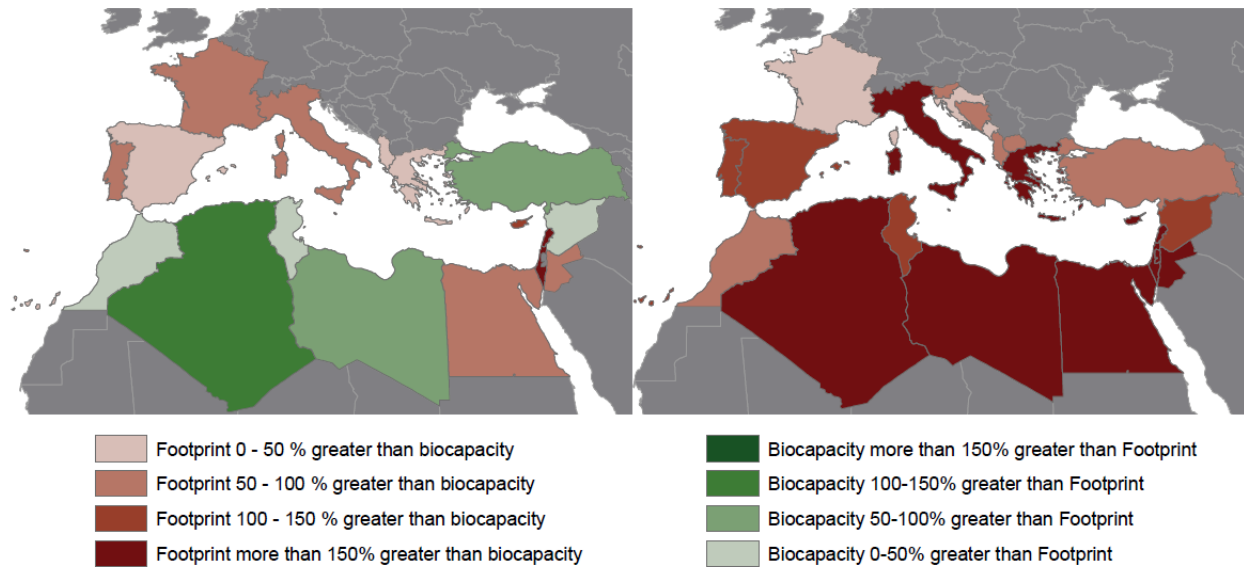 Footprint 0 - 50 % greater than biocapacity
Footprint 50 - 100 % greater than biocapacity
Footprint 100 - 150 % greater than biocapacity
Footprint more than 150% greater than biocapacity
Biocapacity more than 150% greater than Footprint
Biocapacity 100-150% greater than Footprint
Biocapacity 50-100% greater than Footprint
Biocapacity 0-50% greater than Footprint